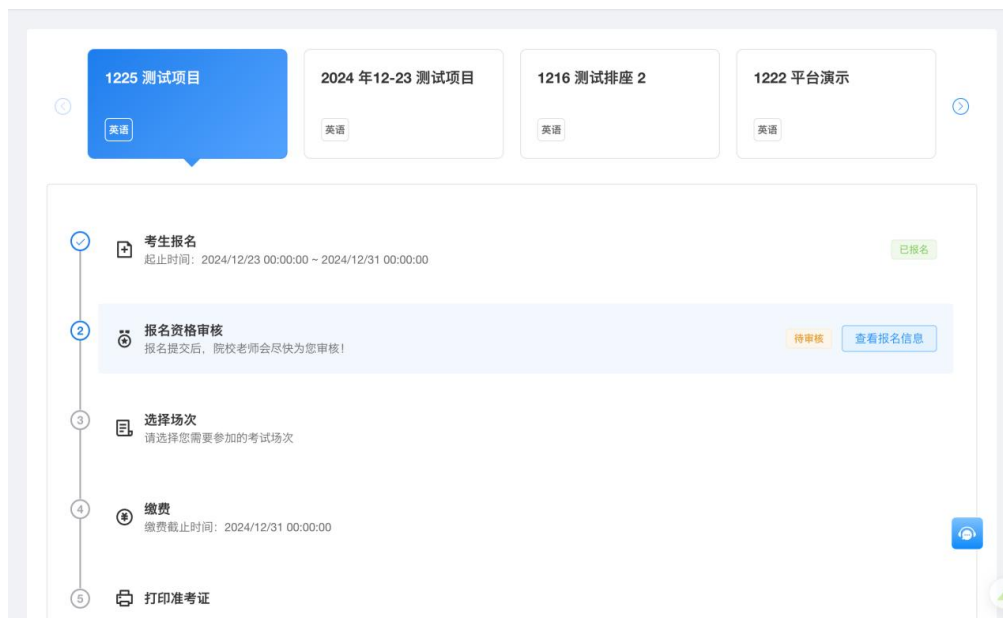 1225 测试项目
2024 年12-23 测试项目
1216 测试排座 2
1222 平台演示
英语
英语
英语
英语
考生报名
起止时间：2024/12/23 00:00:00 ~ 2024/12/31 00:00:00
已报名
2
报名资格审核
报名提交后，院校老师会尽快为您审核！
待审核
查看报名信息
3
选择场次
请选择您需要参加的考试场次
4
缴费
缴费截止时间：2024/12/31 00:00:00
5
打印准考证